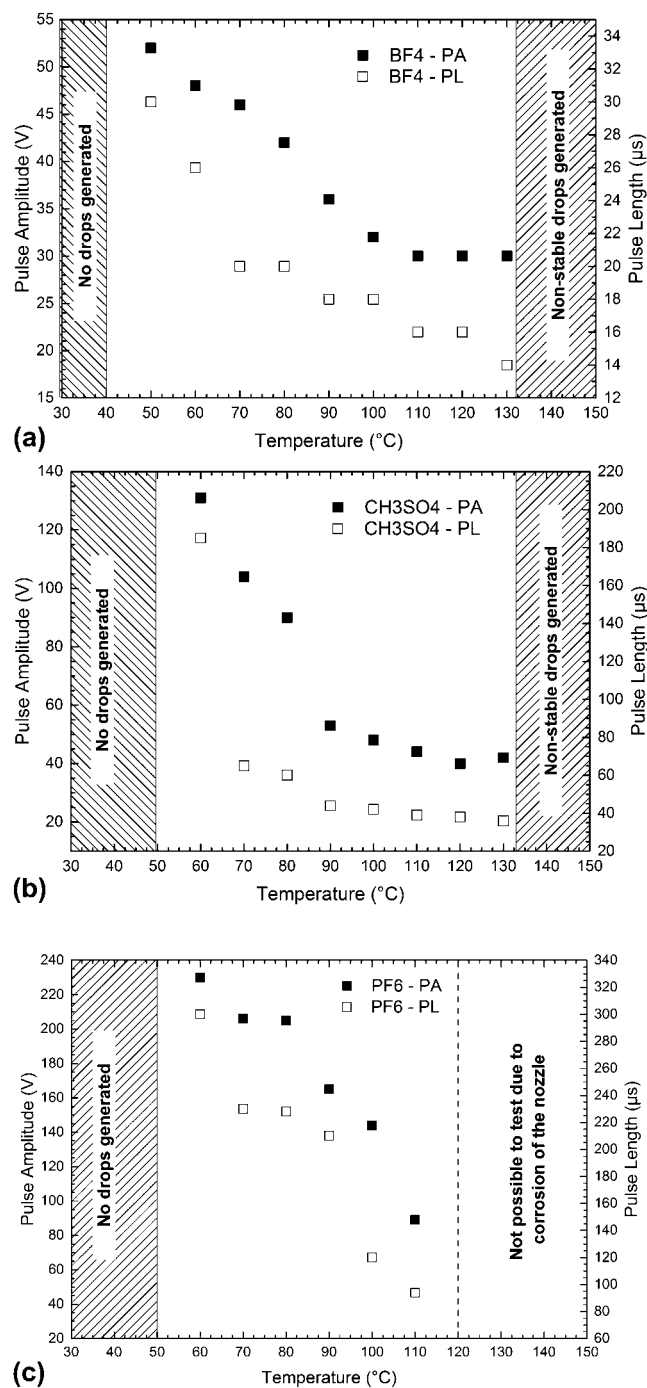 55
50
45
40
35
30
25
20
15
Pulse Amplitude (V)
No drops generated
BF4 - PA
BF4 - PL
Non-stable drops generated
34
32
30
28
26
24
22
20
18
16
14
12
Pulse Length (µs)
30 40 50 60 70 80 90 100 110 120 130 140 150
Temperature (°C)
(a)
140
120
100
80
60
40
20
Pulse Amplitude (V)
No drops generated
CH3SO4 - PA
CH3SO4 - PL
Non-stable drops generated
220
200
180
160
140
120
100
80
60
40
20
Pulse Length (µs)
30 40 50 60 70 80 90 100 110 120 130 140 150
Temperature (°C)
(b)
240
220
200
180
160
140
120
100
80
60
40
20
Pulse Amplitude (V)
No drops generated
PF6 - PA
PF6 - PL
Not possible to test due to
corrosion of the nozzle
340
320
300
280
260
240
220
200
180
160
140
120
100
80
60
Pulse Length (µs)
30 40 50 60 70 80 90 100 110 120 130 140 150
Temperature (°C)
(c)